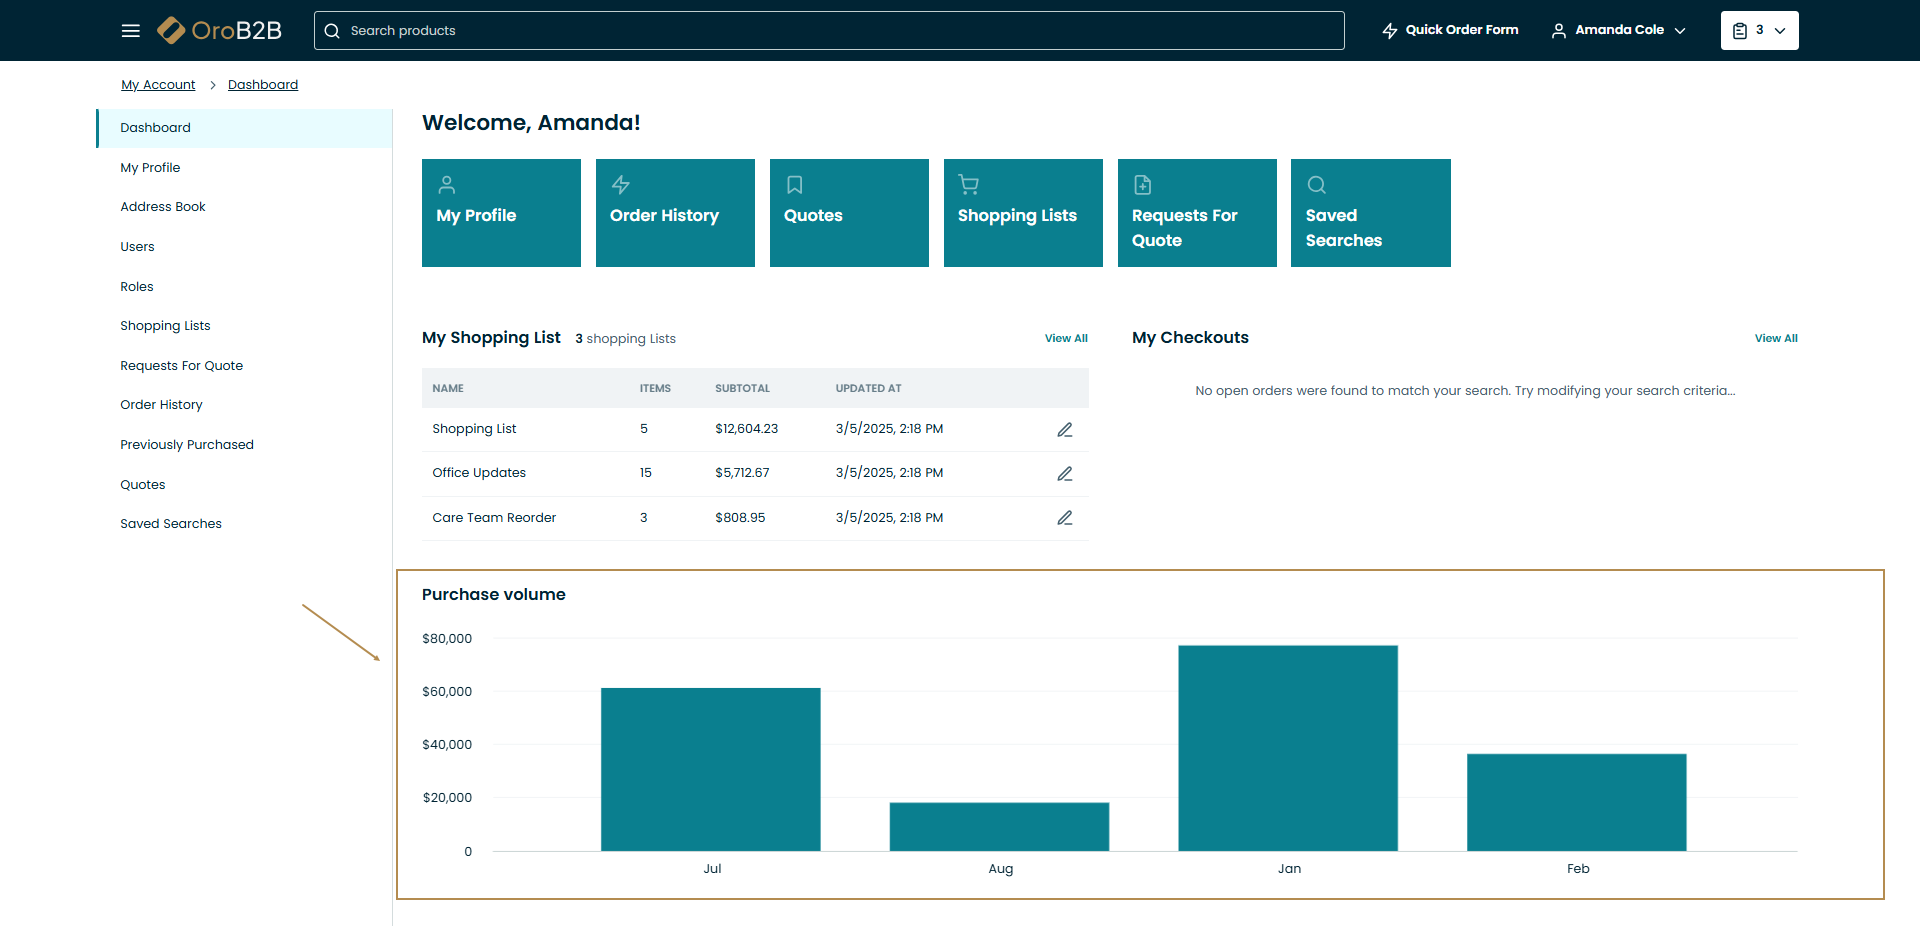 OroB2B
Search products
Quick Order Form
Amanda Cole
3
My Account > Dashboard
Dashboard
My Profile
Address Book
Users
Roles
Shopping Lists
Requests For Quote
Order History
Previously Purchased
Quotes
Saved Searches
Welcome, Amanda!
My Profile
Order History
Quotes
Shopping Lists
Requests For
Quote
Saved
Searches
My Shopping List 3 shopping Lists View All
NAME ITEMS SUBTOTAL UPDATED AT
Shopping List 5 $12,604.23 3/5/2025, 2:18 PM
Office Updates 15 $5,712.67 3/5/2025, 2:18 PM
Care Team Reorder 3 $808.95 3/5/2025, 2:18 PM
My Checkouts View All
No open orders were found to match your search. Try modifying your search criteria...
Purchase volume
$80,000
$60,000
$40,000
$20,000
0
Jul Aug Jan Feb